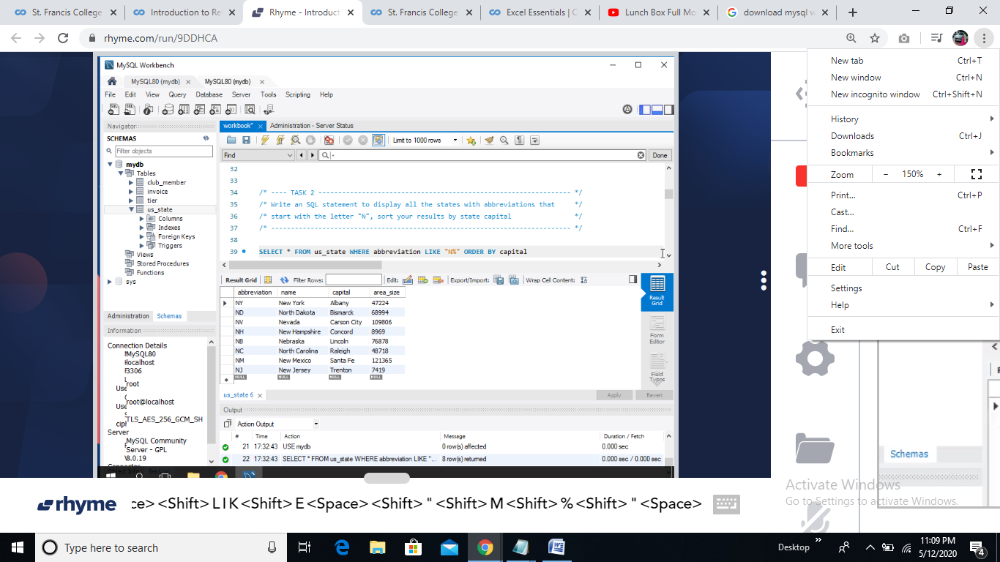 St. Francis College
Introduction to Re
Rhyme - Introduct
St. Francis College
Excel Essentials | C
Lunch Box Full Mo
download mysql w
rhyme.com/run/9DDHCA
New tab Ctrl+T
New window Ctrl+N
New incognito window Ctrl+Shift+N
History
Downloads Ctrl+J
Bookmarks
Zoom - 150% +
Print... Ctrl+P
Cast...
Find... Ctrl+F
More tools
Edit Cut Copy Paste
Settings
Help
Exit
MySQL Workbench
MySQL80 (mydb) MySQL80 (mydb)
File Edit View Query Database Server Tools Scripting Help
Navigator
SCHEMAS
Filter objects
mydb
Tables
club_member
invoice
tier
us_state
Columns
Indexes
Foreign Keys
Triggers
Views
Stored Procedures
Functions
sys
Administration Schemas
Information
Connection Details
MySQL80
localhost
3306
root
Use
root@localhost
Use
TLS_AES_256_GCM_SH
ciph
Server
MySQL Community
Server - GPL
8.0.19
workbook* Administration - Server Status
Limit to 1000 rows
Find Done
32
33
34 /* ---- TASK 2 ---------------------------------------------------------- */
35 /* Write an SQL statement to display all the states with abbreviations that */
36 /* start with the letter "N", sort your results by state capital */
37 /* --------------------------------------------------------------------- */
38
39 SELECT * FROM us_state WHERE abbreviation LIKE "N%" ORDER BY capital
Result Grid Filter Rows: Edit: Export/Import: Wrap Cell Content:
abbreviation name capital area_size
NY New York Albany 47224
ND North Dakota Bismarck 68994
NV Nevada Carson City 109806
NH New Hampshire Concord 8969
NB Nebraska Lincoln 76878
NC North Carolina Raleigh 48718
NM New Mexico Santa Fe 121365
NJ New Jersey Trenton 7419
NULL NULL NULL NULL
Result
Grid
Form
Editor
Field
Types
us_state 6 Apply Revert
Output
Action Output
# Time Action Message Duration / Fetch
21 17:32:43 USE mydb 0 row(s) affected 0.000 sec
22 17:32:43 SELECT * FROM us_state WHERE abbreviation LIKE "... 8 row(s) returned 0.000 sec / 0.000 sec
Schemas
Activate Windows
Go to Settings to activate Windows.
rhyme
ce> <Shift> L I K <Shift> E <Space> <Shift> " <Shift> M <Shift> % <Shift> " <Space>
Type here to search
Desktop
11:09 PM
5/12/2020
4